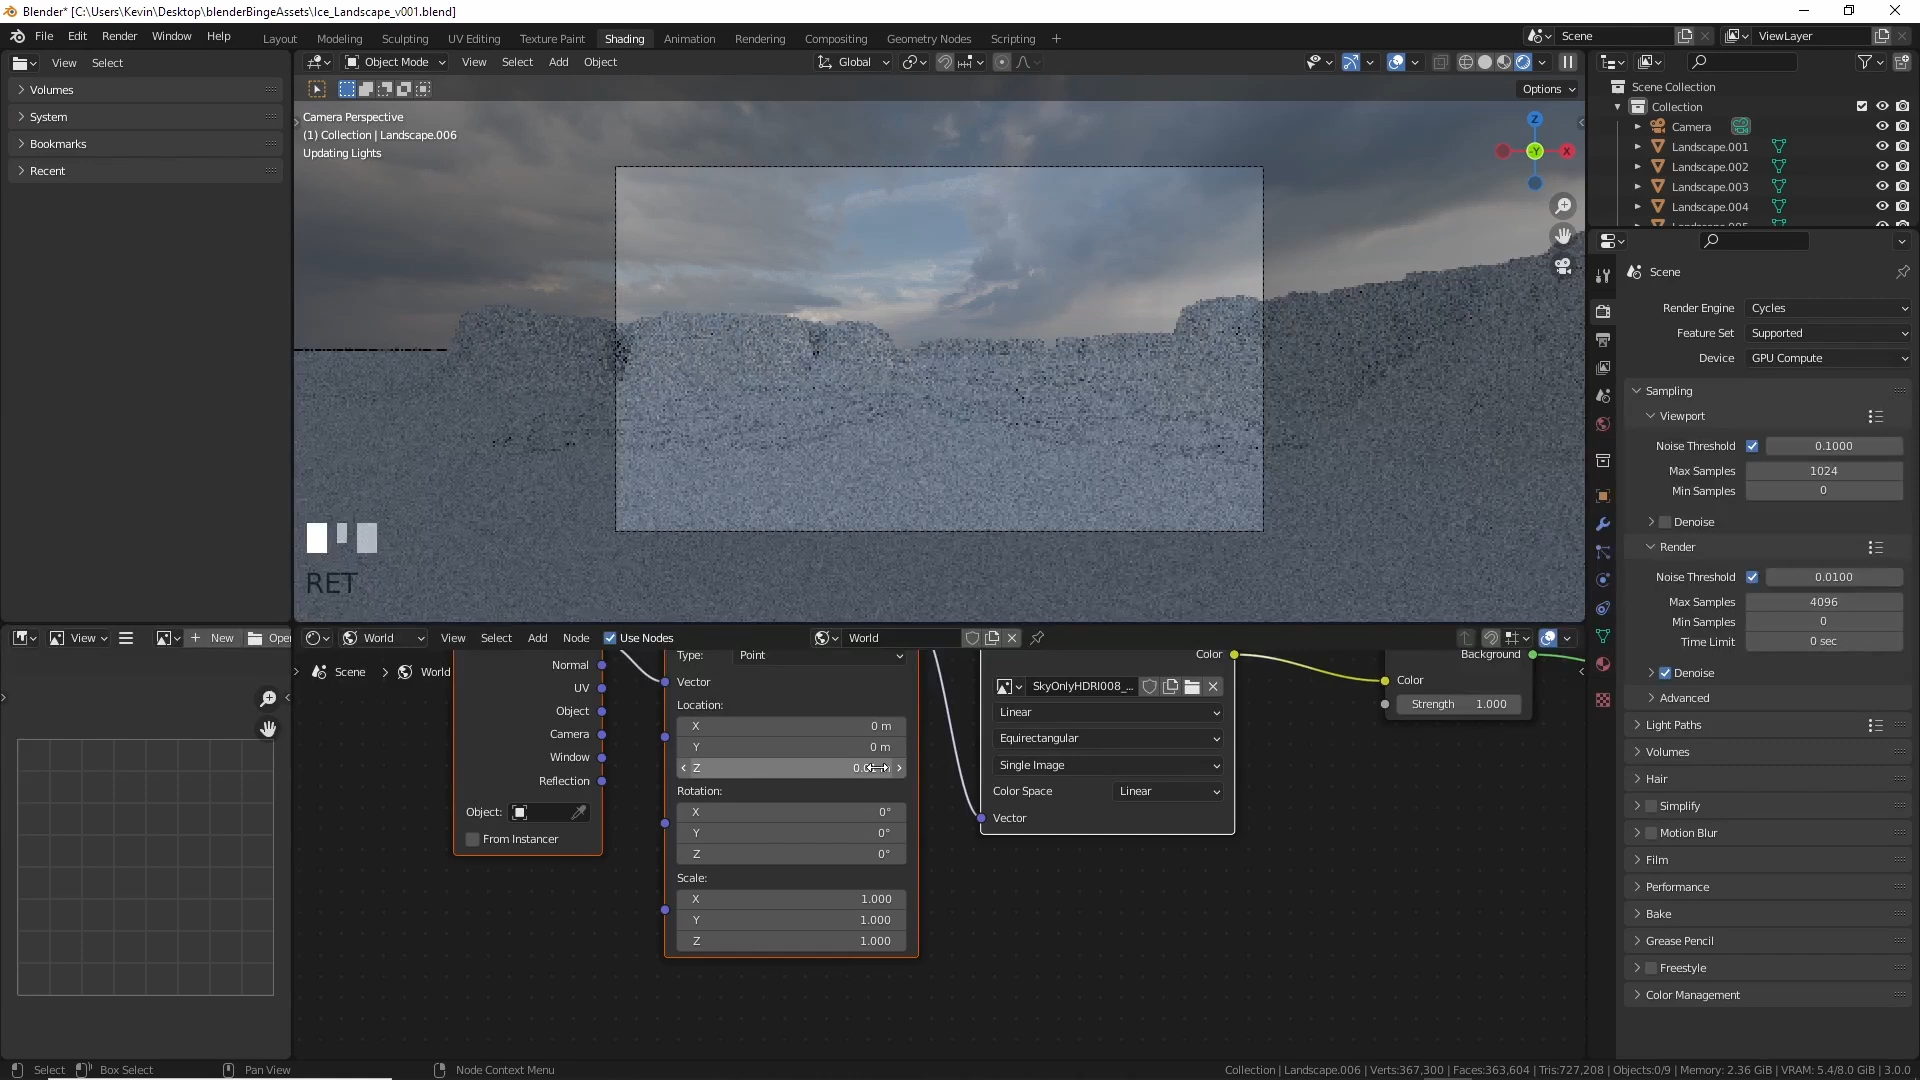 Blender* [C:\Users\Kevin\Desktop\blenderBingeAssets\Ice_Landscape_v001.blend]
File Edit Render Window Help Layout Modeling Sculpting UV Editing Texture Paint Shading Animation Rendering Compositing Geometry Nodes Scripting + Scene ViewLayer
View Select Object Mode View Select Add Object Global
Options
Volumes
System
Bookmarks
Recent
Camera Perspective
(1) Collection | Landscape.006
Updating Lights
Z
-Y
X
RET
Scene Collection
Collection
Camera
Landscape.001
Landscape.002
Landscape.003
Landscape.004
Scene
Render Engine Cycles
Feature Set Supported
Device GPU Compute
Sampling
Viewport
Noise Threshold 0.1000
Max Samples 1024
Min Samples 0
Denoise
Render
Noise Threshold 0.0100
Max Samples 4096
Min Samples 0
Time Limit 0 sec
Denoise
Advanced
Light Paths
Volumes
Hair
Simplify
Motion Blur
Film
Performance
Bake
Grease Pencil
Freestyle
Color Management
View New Open
World View Select Add Node Use Nodes World
Scene World
Normal
UV
Object
Camera
Window
Reflection
Object:
From Instancer
Type: Point
Vector
Location:
X 0 m
Y 0 m
Z
Rotation:
X 0°
Y 0°
Z 0°
Scale:
X 1.000
Y 1.000
Z 1.000
Color
SkyOnlyHDRI008_...
Linear
Equirectangular
Single Image
Color Space Linear
Vector
Background
Color
Strength 1.000
Select Box Select Pan View Node Context Menu Collection | Landscape.006 | Verts:367,300 | Faces:363,604 | Tris:727,208 | Objects:0/9 | Memory: 2.36 GiB | VRAM: 5.4/8.0 GiB | 3.0.0